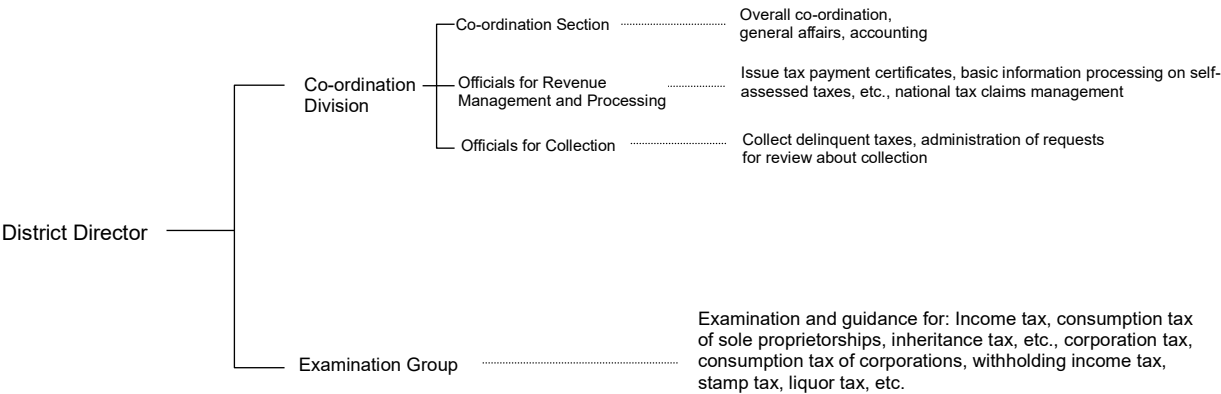 Co-ordination Section
Overall co-ordination,
general affairs, accounting
Co-ordination
Division
Officials for Revenue
Management and Processing
Issue tax payment certificates, basic information processing on self-
assessed taxes, etc., national tax claims management
Officials for Collection
Collect delinquent taxes, administration of requests
for review about collection
District Director
Examination Group
Examination and guidance for: Income tax, consumption tax
of sole proprietorships, inheritance tax, etc., corporation tax,
consumption tax of corporations, withholding income tax,
stamp tax, liquor tax, etc.